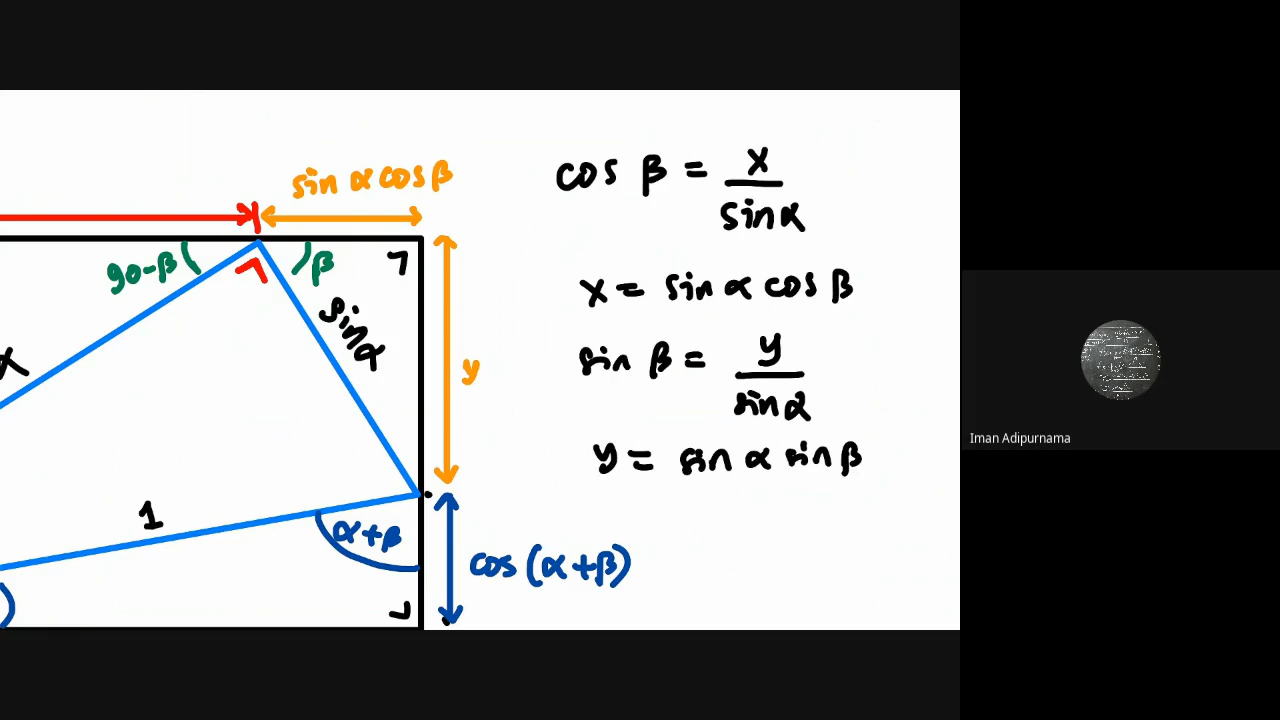 sin α cos β
90-β
β
sin α
α
y
1
α+β
cos (α+β)
cos β = x / sin α
x = sin α cos β
sin β = y / sin α
y = sin α sin β
Iman Adipurnama